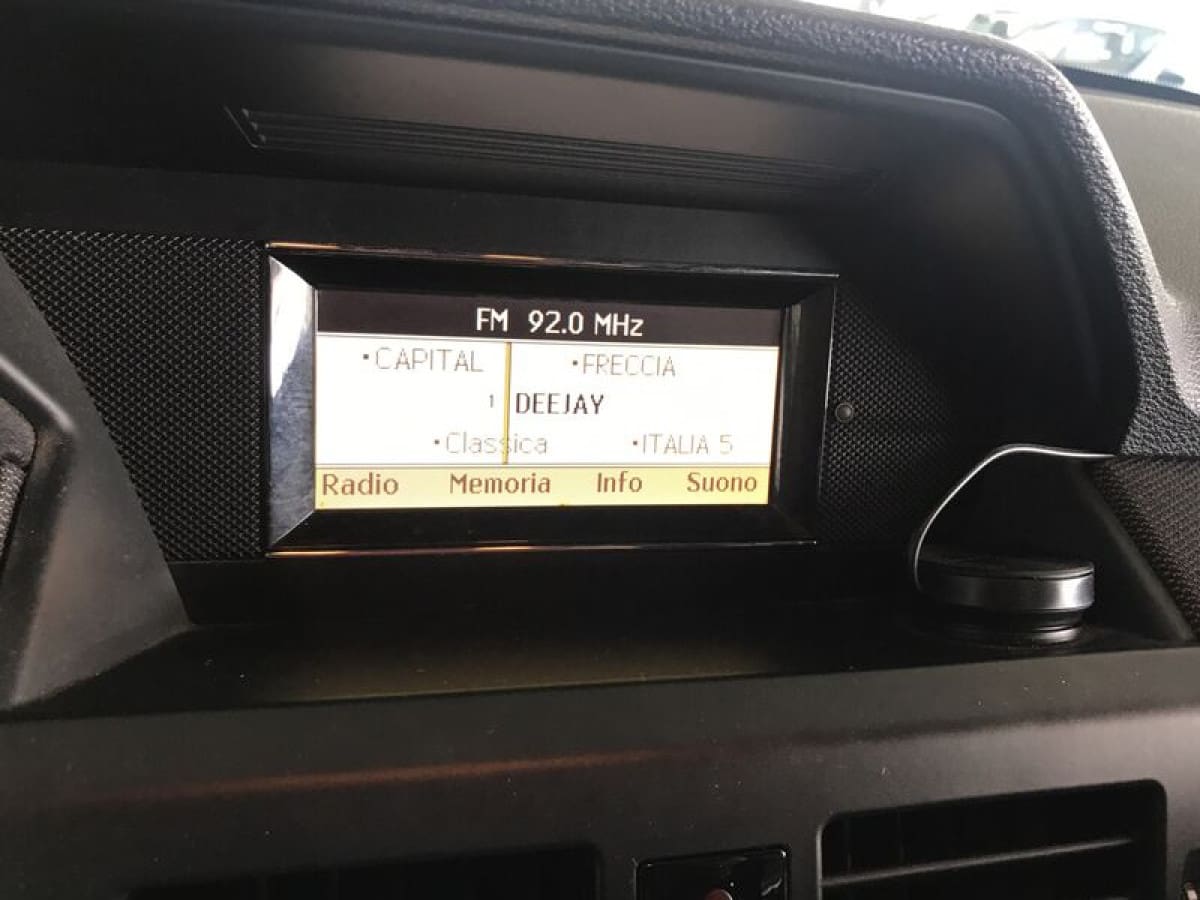 FM 92.0 MHz
•CAPITAL •FRECCIA
1 DEEJAY
•Classica •ITALIA 5
Radio Memoria Info Suono